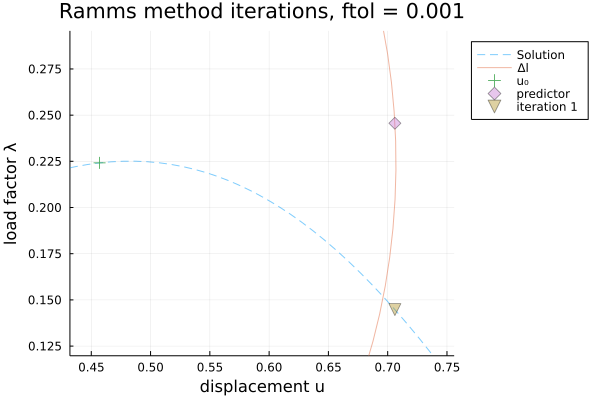 Ramms method iterations, ftol = 0.001
load factor λ
0.275
0.250
0.225
0.200
0.175
0.150
0.125
0.45 0.50 0.55 0.60 0.65 0.70 0.75
displacement u
Solution
Δl
u₀
predictor
iteration 1